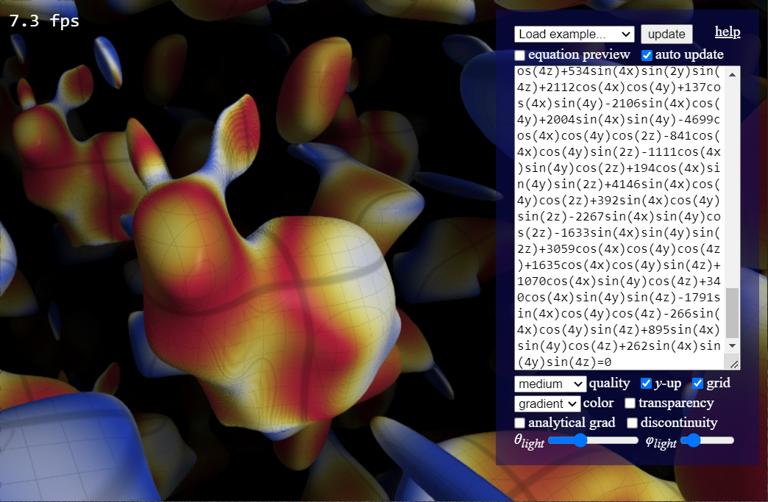 7.3 fps
Load example... update help
equation preview auto update
os(4z)+534sin(4x)sin(2y)sin(
4z)+2112cos(4x)cos(4y)+137co
s(4x)sin(4y)-2106sin(4x)cos(
4y)+2004sin(4x)sin(4y)-4699c
os(4x)cos(4y)cos(2z)-841cos(
4x)cos(4y)sin(2z)-1111cos(4x
)sin(4y)cos(2z)+194cos(4x)si
n(4y)sin(2z)+4146sin(4x)cos(
4y)cos(2z)+392sin(4x)cos(4y)
sin(2z)-2267sin(4x)sin(4y)co
s(2z)-1633sin(4x)sin(4y)sin(
2z)+3059cos(4x)cos(4y)cos(4z
)+1635cos(4x)cos(4y)sin(4z)+
1070cos(4x)sin(4y)cos(4z)+34
0cos(4x)sin(4y)sin(4z)-1791s
in(4x)cos(4y)cos(4z)-266sin(
4x)cos(4y)sin(4z)+895sin(4x)
sin(4y)cos(4z)+262sin(4x)sin
(4y)sin(4z)=0
medium quality y-up grid
gradient color transparency
analytical grad discontinuity
θlight φlight